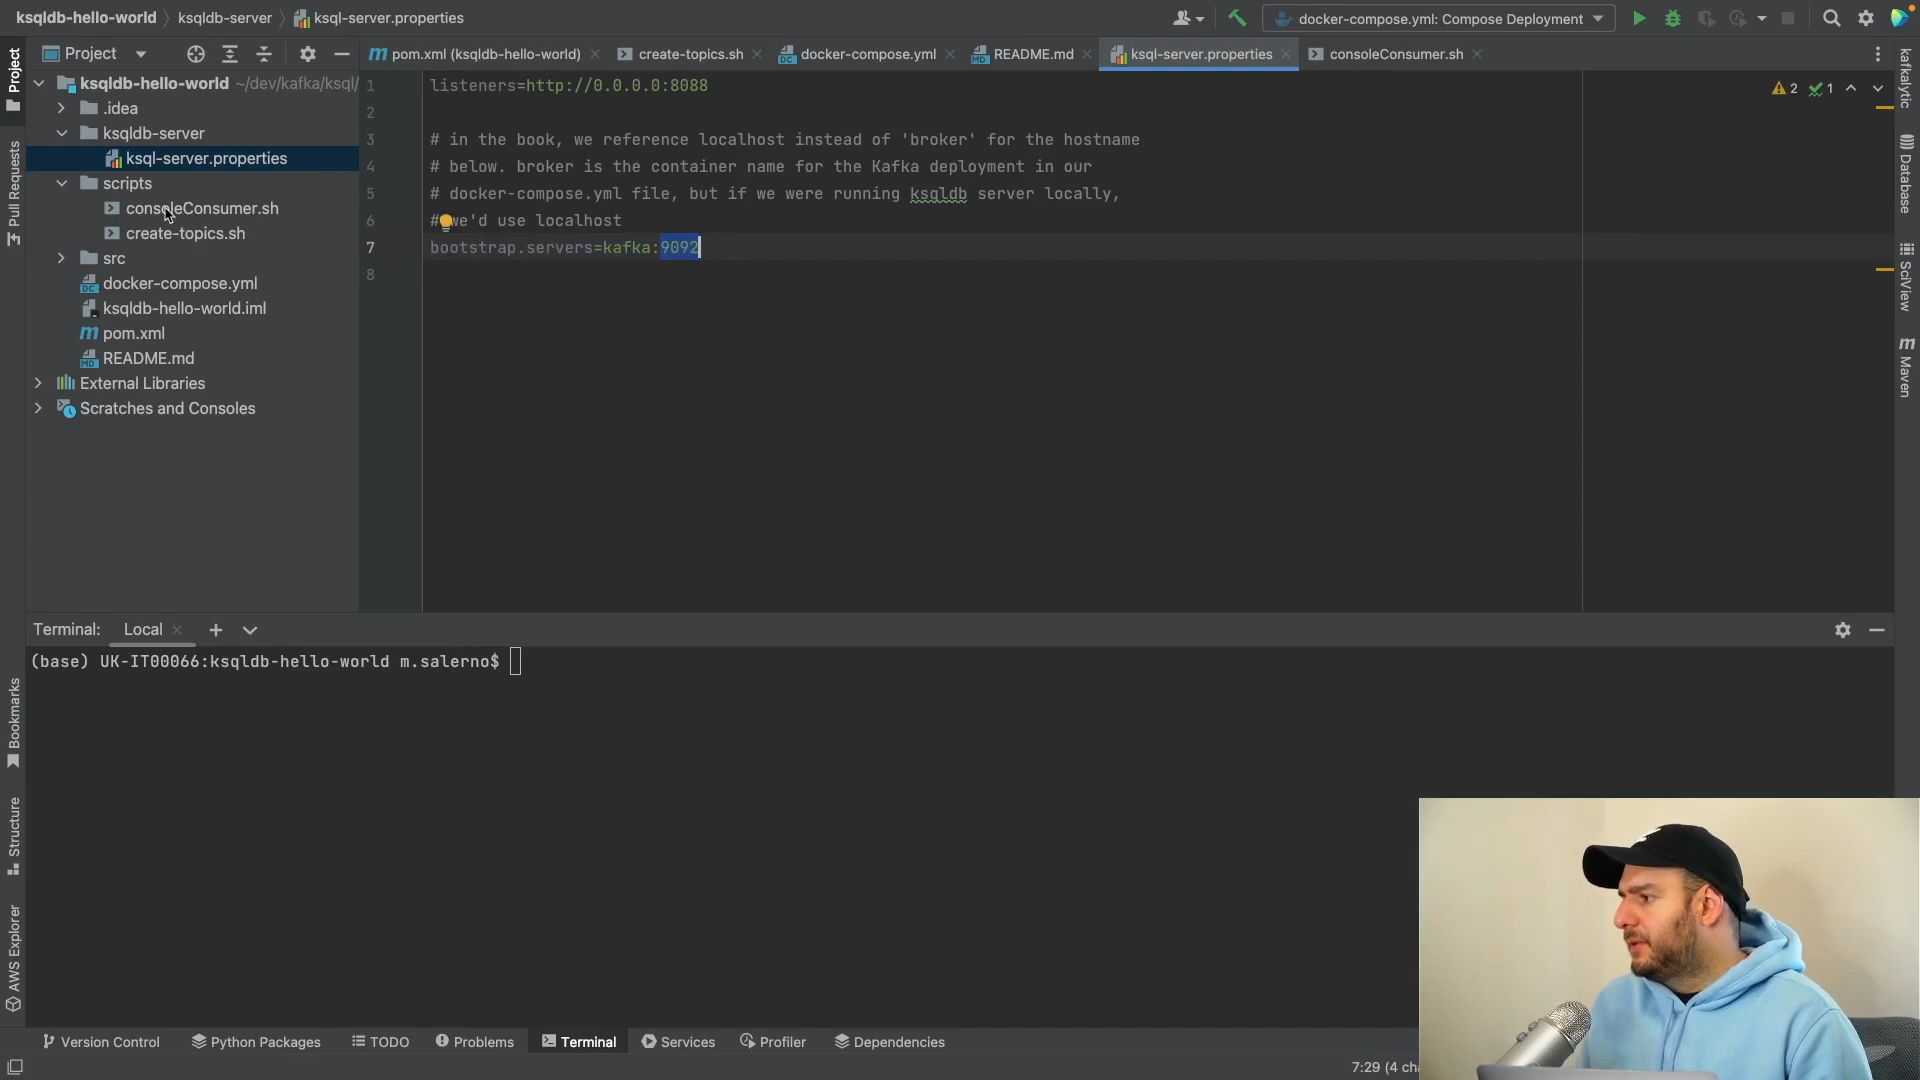 ksqldb-hello-world
ksqldb-server
ksql-server.properties
docker-compose.yml: Compose Deployment
Project
pom.xml (ksqldb-hello-world)
create-topics.sh
docker-compose.yml
README.md
ksql-server.properties
consoleConsumer.sh
Project
Pull Requests
Bookmarks
Structure
AWS Explorer
ksqldb-hello-world ~/dev/kafka/ksql/
.idea
ksqldb-server
ksql-server.properties
scripts
consoleConsumer.sh
create-topics.sh
src
docker-compose.yml
ksqldb-hello-world.iml
pom.xml
README.md
External Libraries
Scratches and Consoles
1 listeners=http://0.0.0.0:8088
2
3 # in the book, we reference localhost instead of 'broker' for the hostname
4 # below. broker is the container name for the Kafka deployment in our
5 # docker-compose.yml file, but if we were running ksqldb server locally,
6 # we'd use localhost
7 bootstrap.servers=kafka:9092
8
2 1
kafkalytic
Database
SciView
Maven
Terminal:
Local
(base) UK-IT00066:ksqldb-hello-world m.salerno$
Version Control
Python Packages
TODO
Problems
Terminal
Services
Profiler
Dependencies
7:29 (4 cha